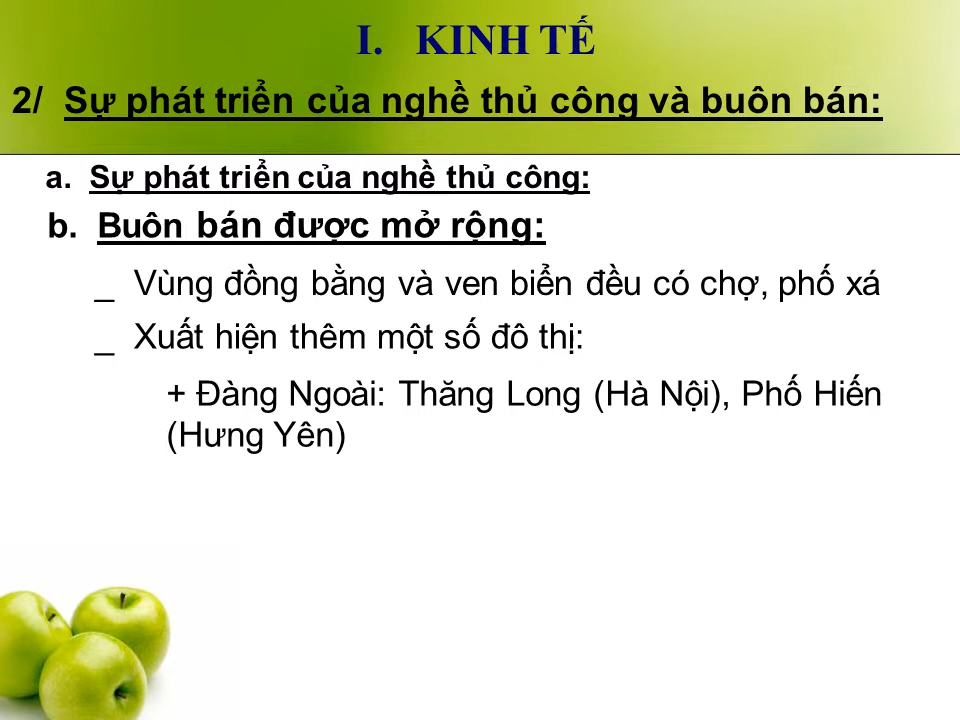 I. KINH TẾ
2/ Sự phát triển của nghề thủ công và buôn bán:
a. Sự phát triển của nghề thủ công:
b. Buôn bán được mở rộng:
_ Vùng đồng bằng và ven biển đều có chợ, phố xá
_ Xuất hiện thêm một số đô thị:
+ Đàng Ngoài: Thăng Long (Hà Nội), Phố Hiến
(Hưng Yên)